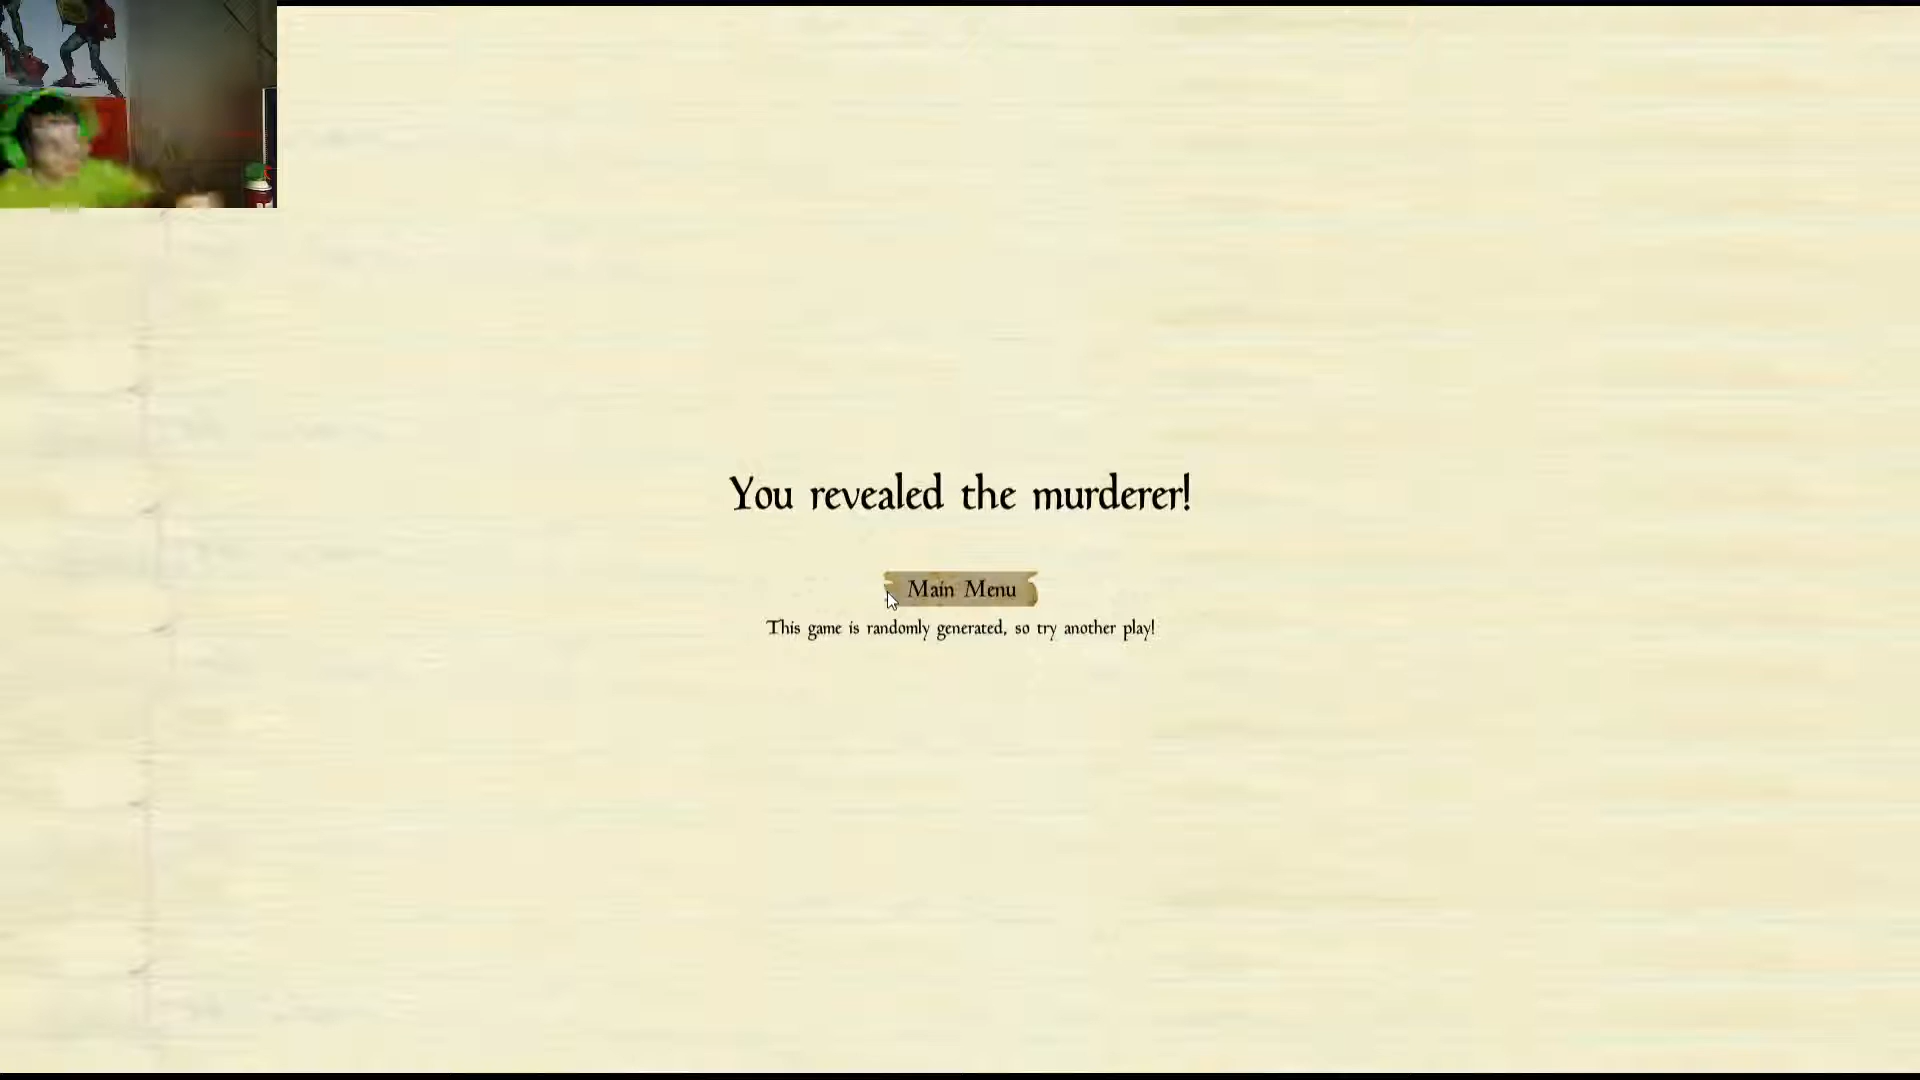 You revealed the murderer!
Main Menu
This game is randomly generated, so try another play!